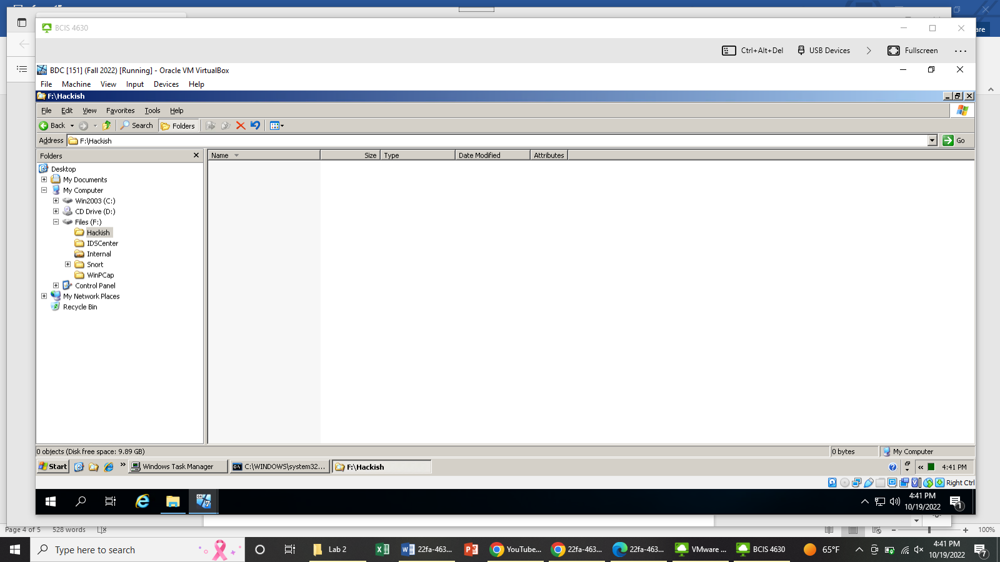 are
BCIS 4630
Ctrl+Alt+Del USB Devices Fullscreen
BDC [151] (Fall 2022) [Running] - Oracle VM VirtualBox
File Machine View Input Devices Help
F:\Hackish
File Edit View Favorites Tools Help
Back Search Folders
Address F:\Hackish Go
Folders
Name Size Type Date Modified Attributes
Desktop
My Documents
My Computer
Win2003 (C:)
CD Drive (D:)
Files (F:)
Hackish
IDSCenter
Internal
Snort
WinPCap
Control Panel
My Network Places
Recycle Bin
0 objects (Disk free space: 9.89 GB) 0 bytes My Computer
Start Windows Task Manager C:\WINDOWS\system32... F:\Hackish 4:41 PM
Right Ctrl
4:41 PM
10/19/2022
1
Page 4 of 5 528 words 100%
Type here to search Lab 2 22fa-463... YouTube... 22fa-463... 22fa-463... VMware ... BCIS 4630 65°F
4:41 PM
10/19/2022
7